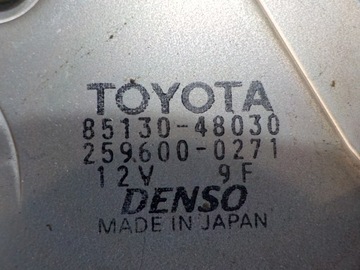 TOYOTA
85130-48030
259600-0271
12V 9F
DENSO
MADE IN JAPAN